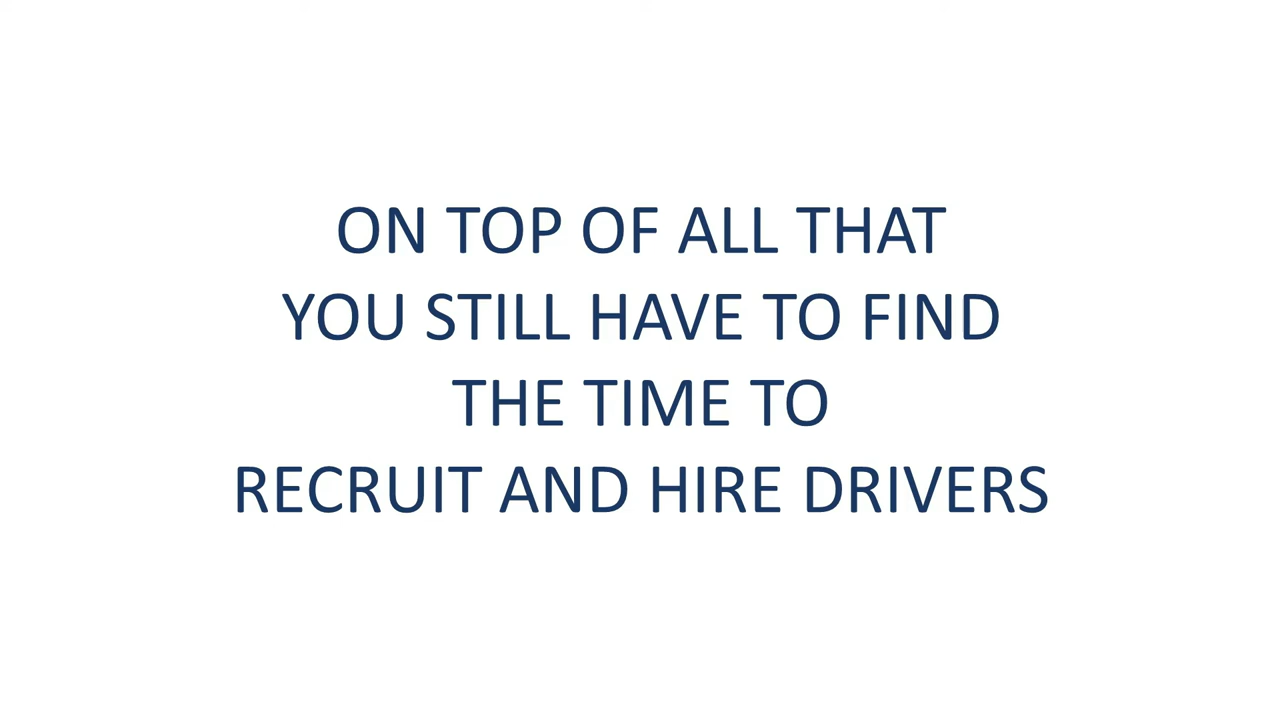 ON TOP OF ALL THAT
YOU STILL HAVE TO FIND
THE TIME TO
RECRUIT AND HIRE DRIVERS